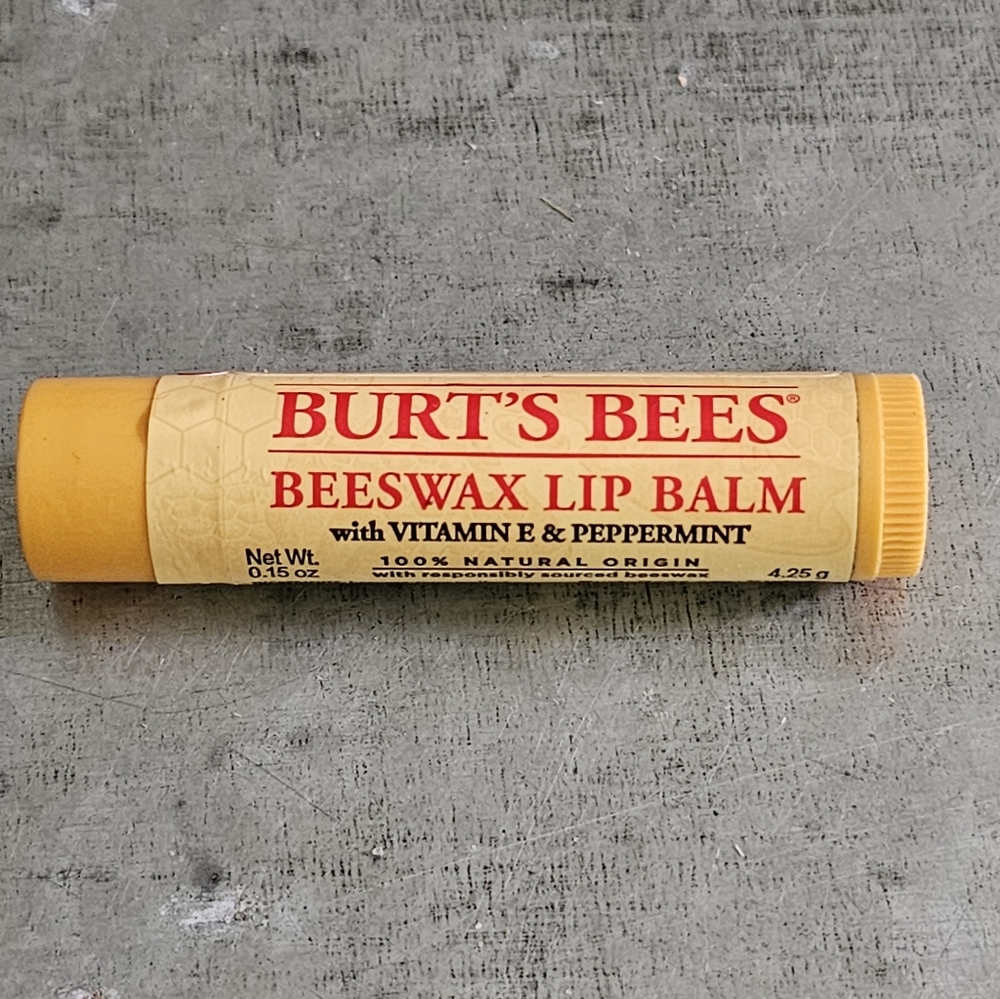 BURT'S BEES®
BEESWAX LIP BALM
with VITAMIN E & PEPPERMINT
Net Wt.
0.15 oz
100% NATURAL ORIGIN
with responsibly sourced beeswax
4.25 g